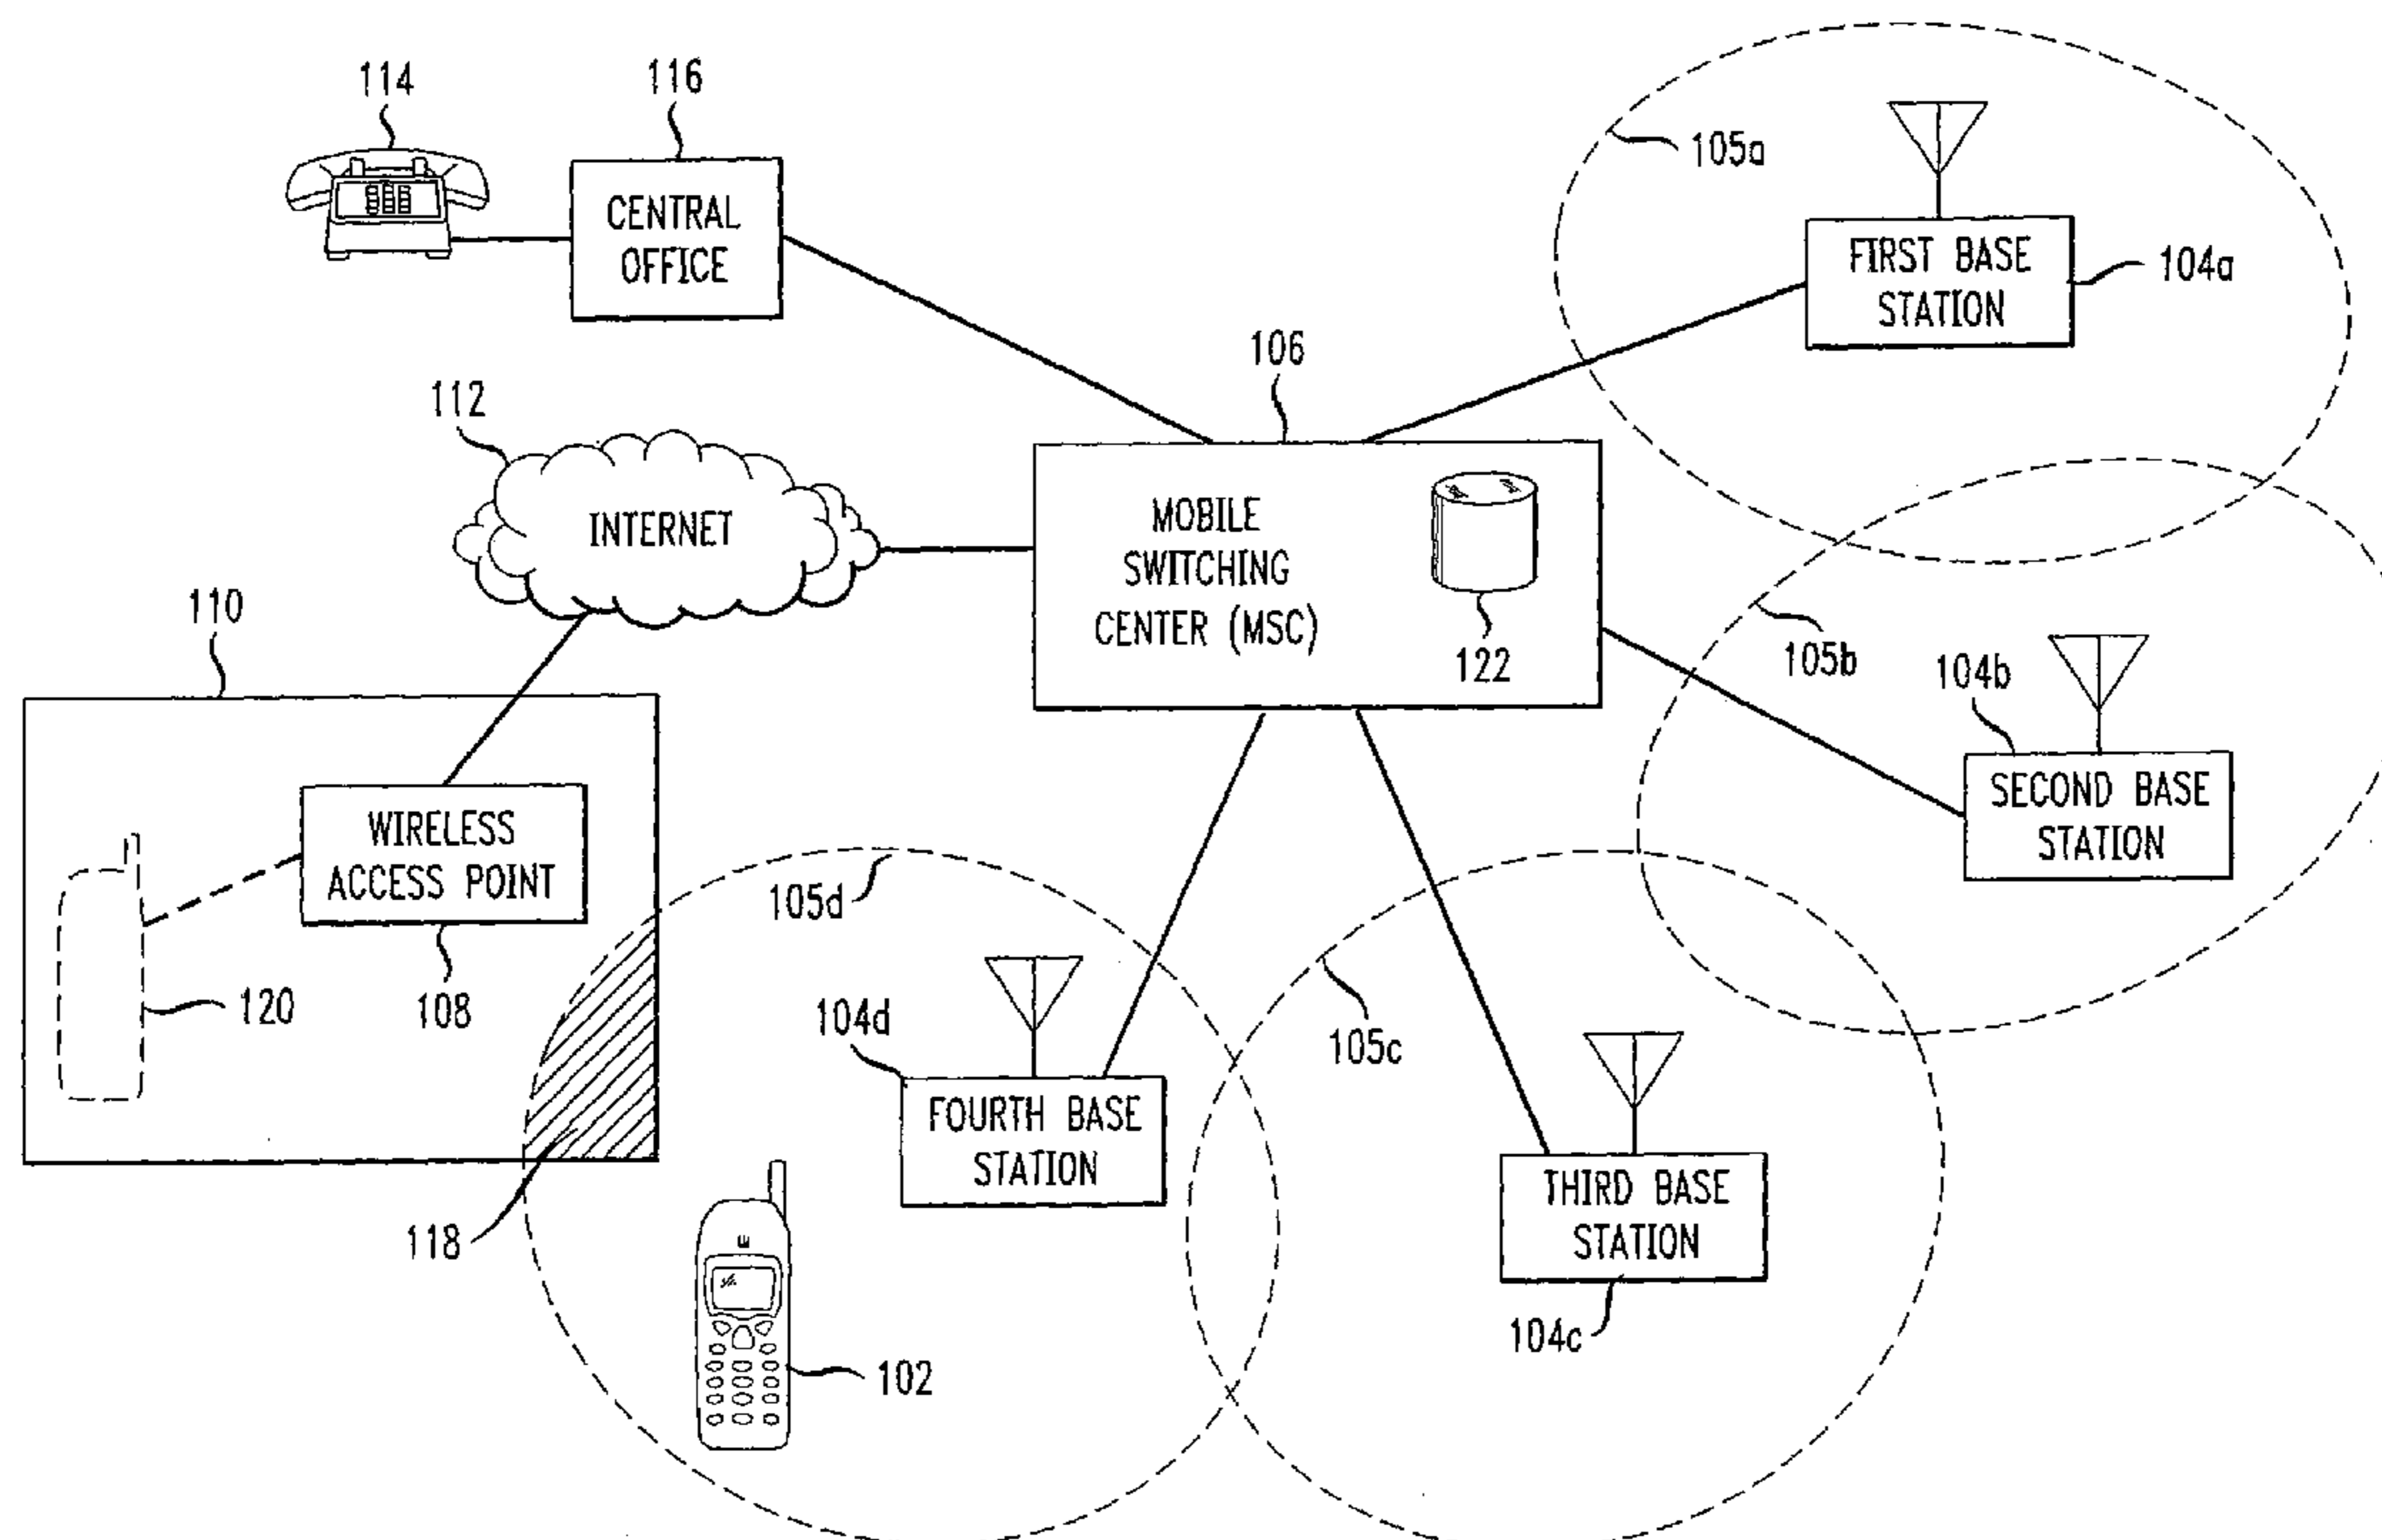 114
116
CENTRAL
OFFICE
105a
FIRST BASE
STATION
104a
106
112
INTERNET
MOBILE
SWITCHING
CENTER (MSC)
122
105b
104b
SECOND BASE
STATION
110
WIRELESS
ACCESS POINT
108
120
105d
104d
FOURTH BASE
STATION
105c
THIRD BASE
STATION
104c
118
102